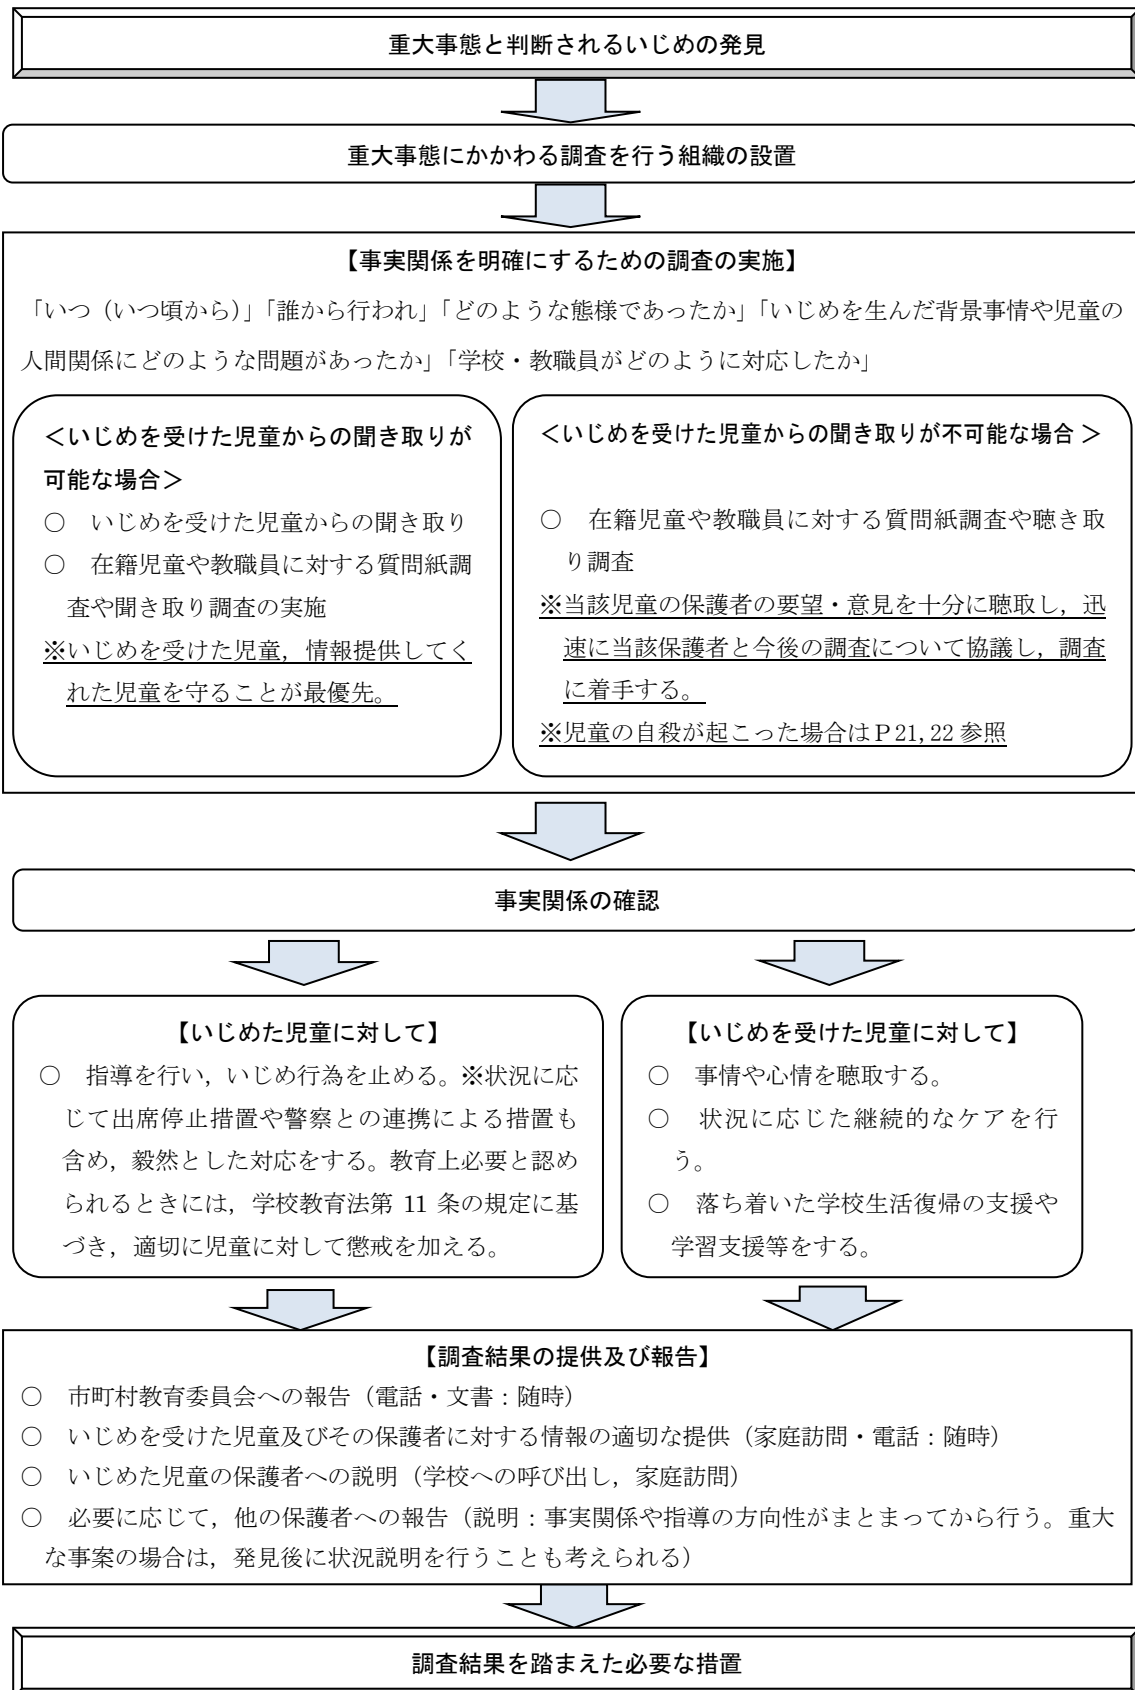 重大事態と判断されるいじめの発見
重大事態にかかわる調査を行う組織の設置
【事実関係を明確にするための調査の実施】
「いつ（いつ頃から）」「誰から行われ」「どのような態様であったか」「いじめを生んだ背景事情や児童の
人間関係にどのような問題があったか」「学校・教職員がどのように対応したか」
＜いじめを受けた児童からの聞き取りが
可能な場合＞
○　いじめを受けた児童からの聞き取り
○　在籍児童や教職員に対する質問紙調
査や聞き取り調査の実施
※いじめを受けた児童，情報提供してく
れた児童を守ることが最優先。
＜いじめを受けた児童からの聞き取りが不可能な場合 ＞
○　在籍児童や教職員に対する質問紙調査や聴き取
り調査
※当該児童の保護者の要望・意見を十分に聴取し，迅
速に当該保護者と今後の調査について協議し，調査
に着手する。
※児童の自殺が起こった場合はＰ21, 22 参照
事実関係の確認
【いじめた児童に対して】
○　指導を行い，いじめ行為を止める。※状況に応
じて出席停止措置や警察との連携による措置も
含め，毅然とした対応をする。教育上必要と認め
られるときには，学校教育法第 11 条の規定に基
づき，適切に児童に対して懲戒を加える。
【いじめを受けた児童に対して】
○　事情や心情を聴取する。
○　状況に応じた継続的なケアを行
う。
○　落ち着いた学校生活復帰の支援や
学習支援等をする。
【調査結果の提供及び報告】
○　市町村教育委員会への報告（電話・文書：随時）
○　いじめを受けた児童及びその保護者に対する情報の適切な提供（家庭訪問・電話：随時）
○　いじめた児童の保護者への説明（学校への呼び出し，家庭訪問）
○　必要に応じて，他の保護者への報告（説明：事実関係や指導の方向性がまとまってから行う。重大
な事案の場合は，発見後に状況説明を行うことも考えられる）
調査結果を踏まえた必要な措置